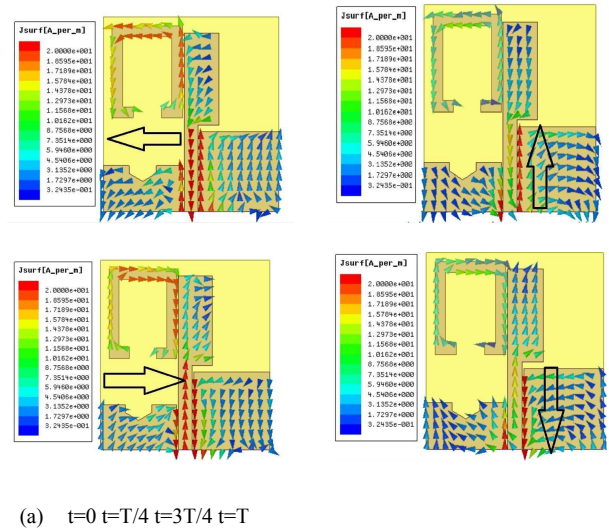 Jsurf[A_per_m]
2.0000e+001
1.8595e+001
1.7189e+001
1.5784e+001
1.4378e+001
1.2973e+001
1.1568e+001
1.0162e+001
8.7568e+000
7.3514e+000
5.9460e+000
4.5406e+000
3.1352e+000
1.7297e+000
3.2435e-001
Jsurf[A_per_m]
2.0000e+001
1.8595e+001
1.7189e+001
1.5784e+001
1.4378e+001
1.2973e+001
1.1568e+001
1.0162e+001
8.7568e+000
7.3514e+000
5.9460e+000
4.5406e+000
3.1352e+000
1.7297e+000
3.2435e-001
Jsurf[A_per_m]
2.0000e+001
1.8595e+001
1.7189e+001
1.5784e+001
1.4378e+001
1.2973e+001
1.1568e+001
1.0162e+001
8.7568e+000
7.3514e+000
5.9460e+000
4.5406e+000
3.1352e+000
1.7297e+000
3.2435e-001
Jsurf[A_per_m]
2.0000e+001
1.8595e+001
1.7189e+001
1.5784e+001
1.4378e+001
1.2973e+001
1.1568e+001
1.0162e+001
8.7568e+000
7.3514e+000
5.9460e+000
4.5406e+000
3.1352e+000
1.7297e+000
3.2435e-001
(a) t=0 t=T/4 t=3T/4 t=T